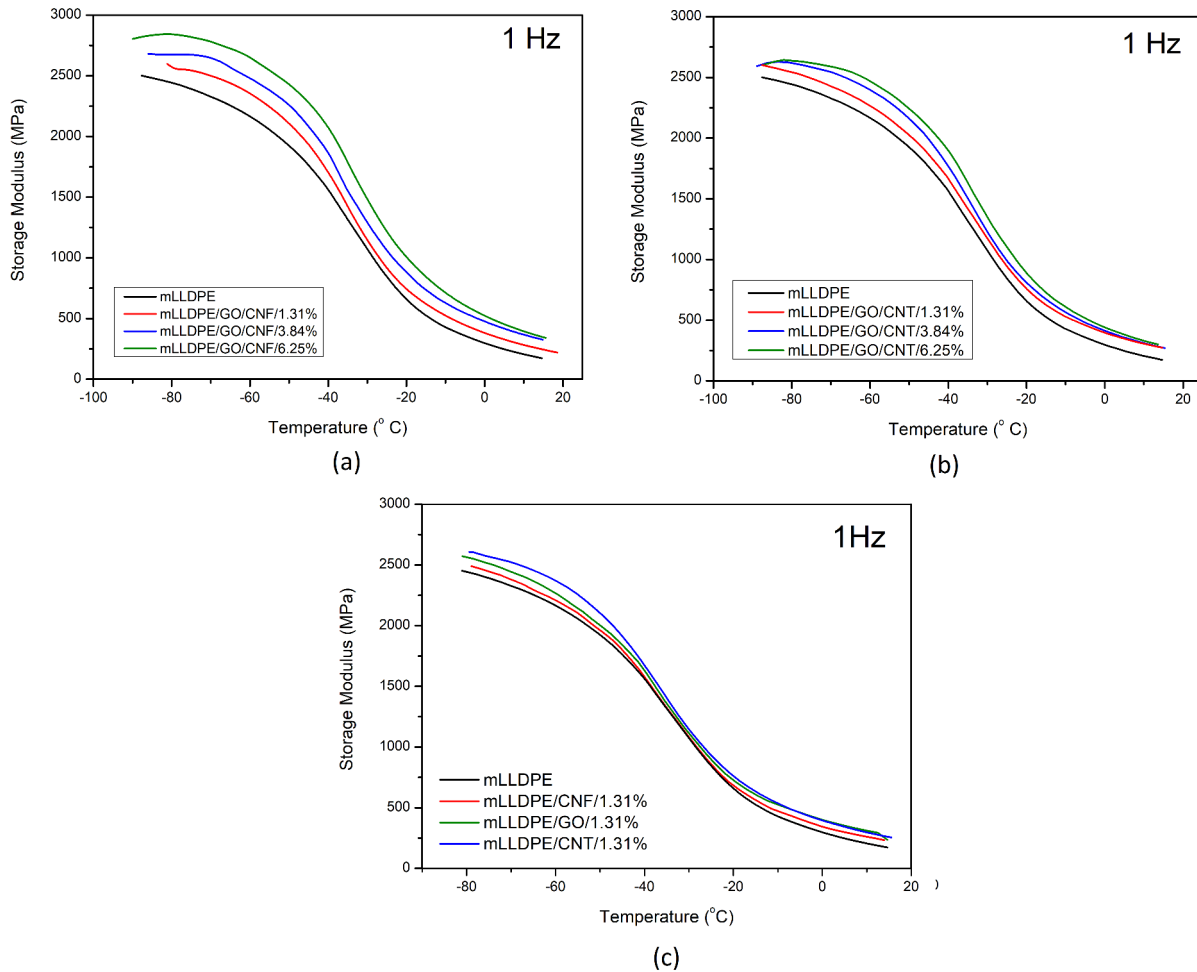 1 Hz
3000
2500
2000
1500
1000
500
0
Storage Modulus (MPa)
mLLDPE
mLLDPE/GO/CNF/1.31%
mLLDPE/GO/CNF/3.84%
mLLDPE/GO/CNF/6.25%
-100 -80 -60 -40 -20 0 20
Temperature (° C)
(a)
1 Hz
3000
2500
2000
1500
1000
500
0
Storage Modulus (MPa)
mLLDPE
mLLDPE/GO/CNT/1.31%
mLLDPE/GO/CNT/3.84%
mLLDPE/GO/CNT/6.25%
-100 -80 -60 -40 -20 0 20
Temperature (° C)
(b)
1Hz
3000
2500
2000
1500
1000
500
0
Storage Modulus (MPa)
mLLDPE
mLLDPE/CNF/1.31%
mLLDPE/GO/1.31%
mLLDPE/CNT/1.31%
-80 -60 -40 -20 0 20
Temperature (°C)
(c)